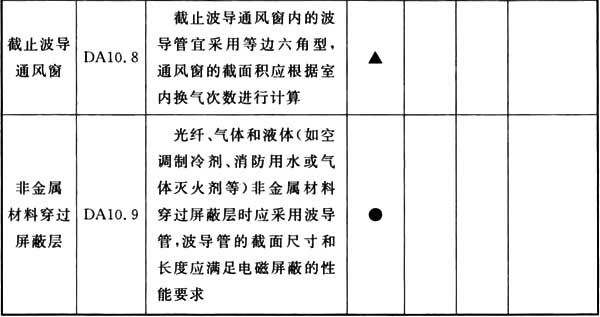 截止波导
通风窗
DA10.8
截止波导通风窗内的波
导管宜采用等边六角型，
通风窗的截面积应根据室
内换气次数进行计算
▲
非金属
材料穿过
屏蔽层
DA10.9
光纤、气体和液体(如空
调制冷剂、消防用水或气
体灭火剂等)非金属材料
穿过屏蔽层时应采用波导
管，波导管的截面尺寸和
长度应满足电磁屏蔽的性
能要求
●